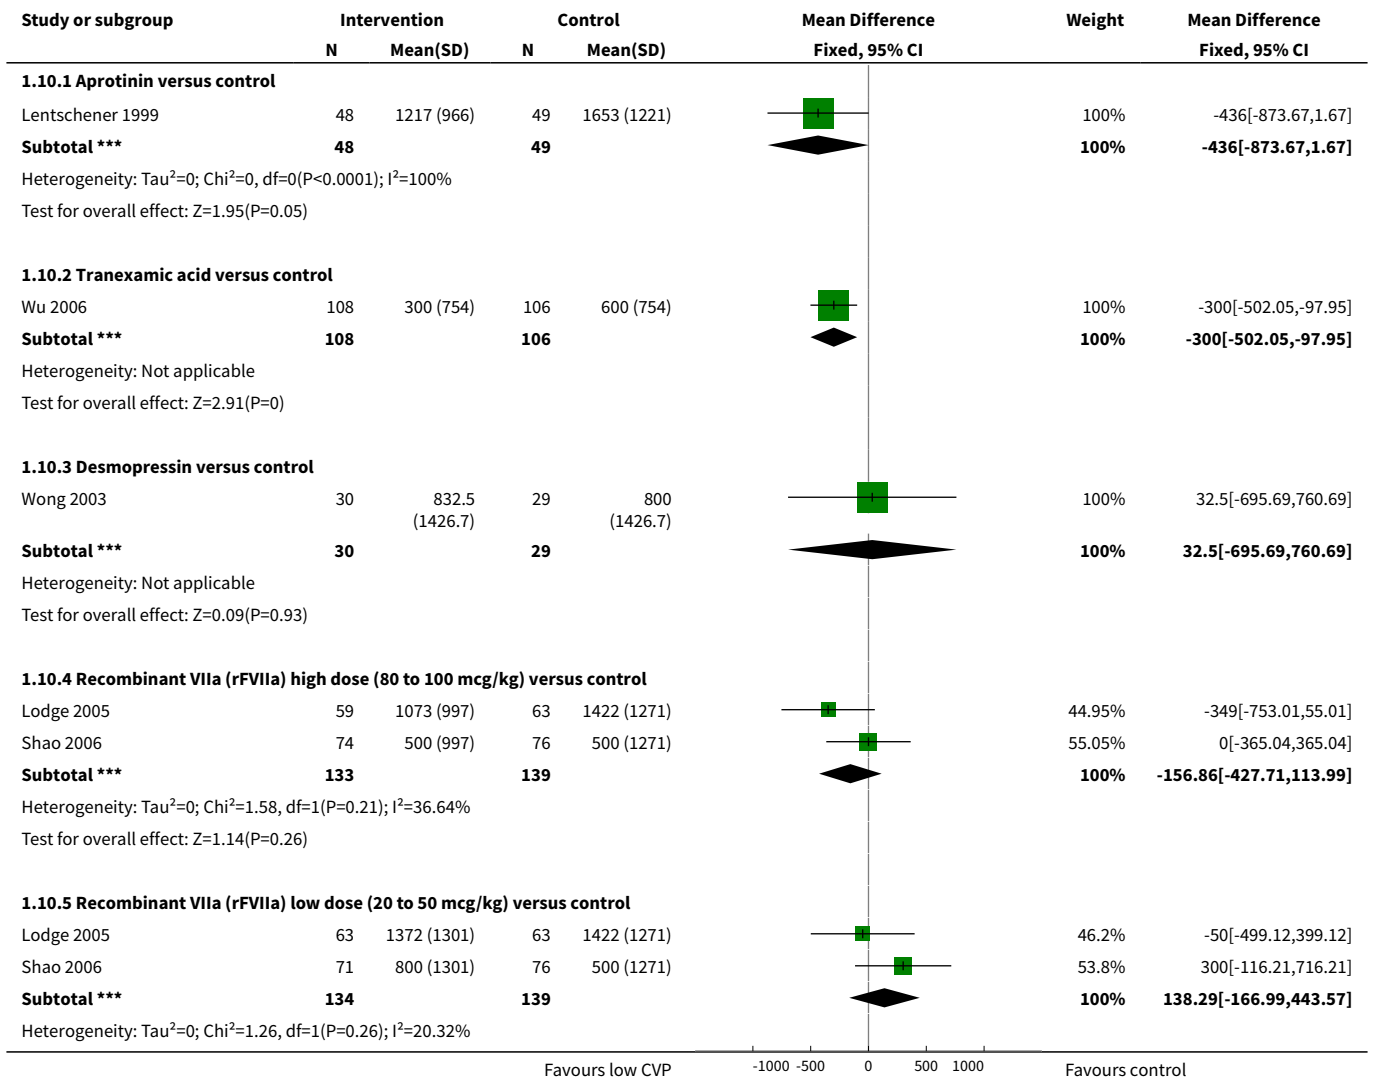 Study or subgroup Intervention Control Mean Difference Weight Mean Difference
N Mean(SD) N Mean(SD) Fixed, 95% CI Fixed, 95% CI
1.10.1 Aprotinin versus control
Lentschener 1999 48 1217 (966) 49 1653 (1221) 100% -436[-873.67,1.67]
Subtotal *** 48 49 100% -436[-873.67,1.67]
Heterogeneity: Tau²=0; Chi²=0, df=0(P<0.0001); I²=100%
Test for overall effect: Z=1.95(P=0.05)
1.10.2 Tranexamic acid versus control
Wu 2006 108 300 (754) 106 600 (754) 100% -300[-502.05,-97.95]
Subtotal *** 108 106 100% -300[-502.05,-97.95]
Heterogeneity: Not applicable
Test for overall effect: Z=2.91(P=0)
1.10.3 Desmopressin versus control
Wong 2003 30 832.5 29 800 100% 32.5[-695.69,760.69]
(1426.7) (1426.7)
Subtotal *** 30 29 100% 32.5[-695.69,760.69]
Heterogeneity: Not applicable
Test for overall effect: Z=0.09(P=0.93)
1.10.4 Recombinant VIIa (rFVIIa) high dose (80 to 100 mcg/kg) versus control
Lodge 2005 59 1073 (997) 63 1422 (1271) 44.95% -349[-753.01,55.01]
Shao 2006 74 500 (997) 76 500 (1271) 55.05% 0[-365.04,365.04]
Subtotal *** 133 139 100% -156.86[-427.71,113.99]
Heterogeneity: Tau²=0; Chi²=1.58, df=1(P=0.21); I²=36.64%
Test for overall effect: Z=1.14(P=0.26)
1.10.5 Recombinant VIIa (rFVIIa) low dose (20 to 50 mcg/kg) versus control
Lodge 2005 63 1372 (1301) 63 1422 (1271) 46.2% -50[-499.12,399.12]
Shao 2006 71 800 (1301) 76 500 (1271) 53.8% 300[-116.21,716.21]
Subtotal *** 134 139 100% 138.29[-166.99,443.57]
Heterogeneity: Tau²=0; Chi²=1.26, df=1(P=0.26); I²=20.32%
Favours low CVP -1000 -500 0 500 1000 Favours control